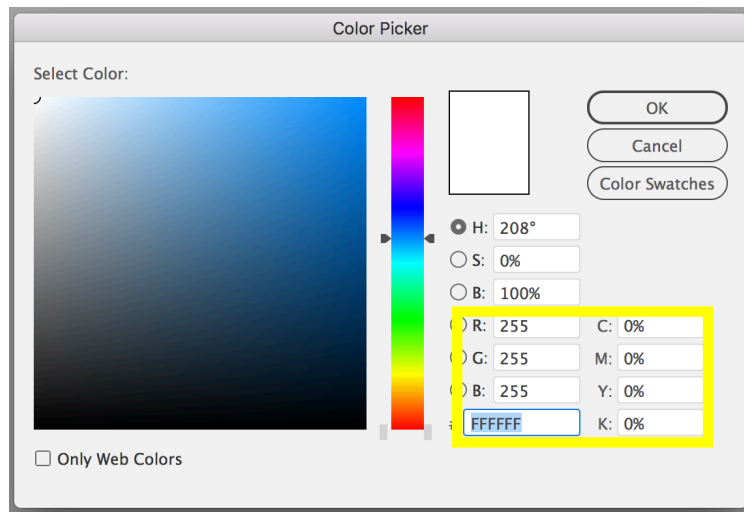 Color Picker
Select Color:
OK
Cancel
Color Swatches
H: 208°
S: 0%
B: 100%
R: 255 C: 0%
G: 255 M: 0%
B: 255 Y: 0%
# FFFFFF K: 0%
Only Web Colors